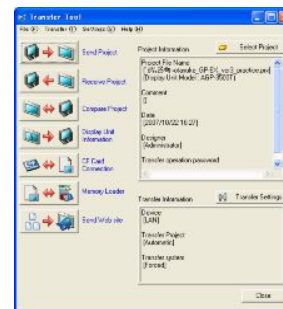 Transfer Tool
File (F) Transfer (T) Settings (S) Help (H)
Send Project
Receive Project
Compare Project
Display Unit
Information
CF Card
Connection
Memory Loader
Send Web site
Project Information
Select Project
Project File Name
[Display Unit Model: AGP-3500T]
Comment
[]
Date
[2007/10/22 16:27]
Designer
[Administrator]
Transfer operation password
Transfer Information
Transfer Settings
Device
[LAN]
Transfer Project
[Automatic]
Transfer system
[Forced]
Close